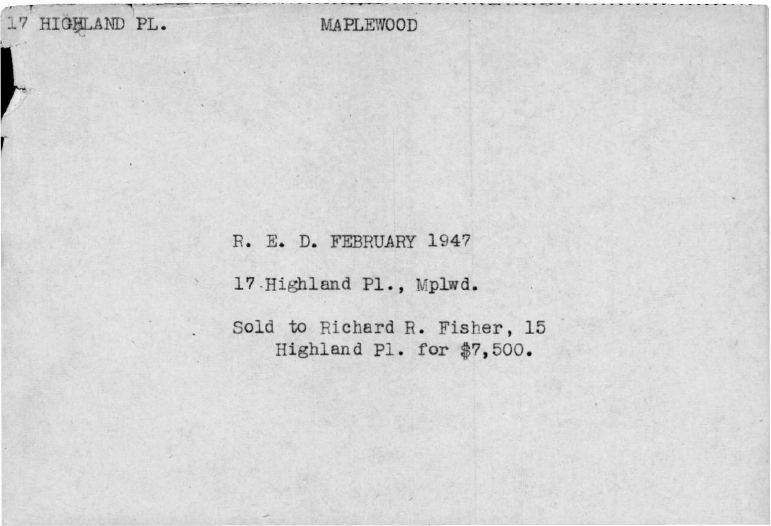 17 HIGHLAND PL. MAPLEWOOD
R. E. D. FEBRUARY 1947
17 Highland Pl., Mplwd.
Sold to Richard R. Fisher, 15
Highland Pl. for $7,500.